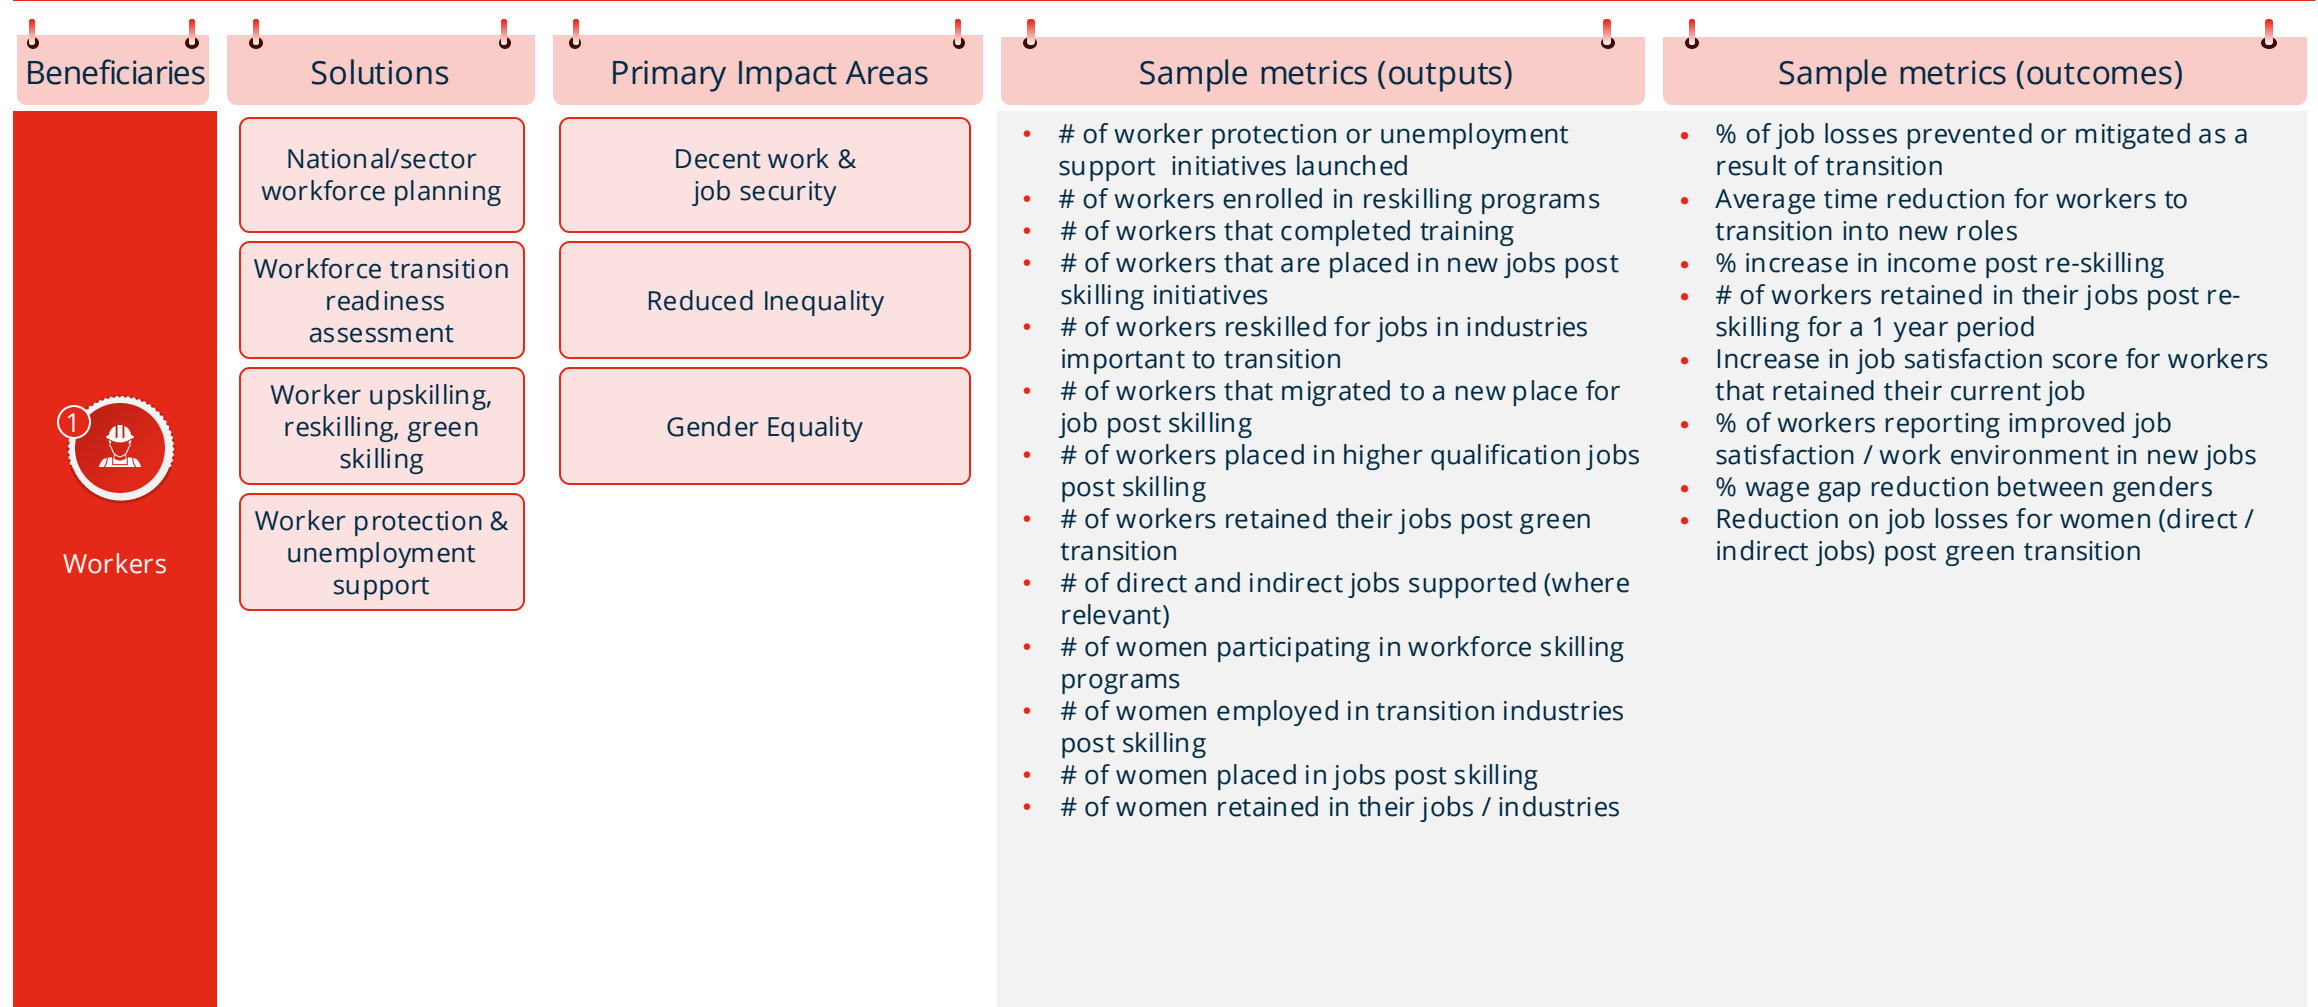 Beneficiaries
Solutions
Primary Impact Areas
Sample metrics (outputs)
Sample metrics (outcomes)
1
Workers
National/sector
workforce planning
Workforce transition
readiness
assessment
Worker upskilling,
reskilling, green
skilling
Worker protection &
unemployment
support
Decent work &
job security
Reduced Inequality
Gender Equality
• # of worker protection or unemployment
support initiatives launched
• # of workers enrolled in reskilling programs
• # of workers that completed training
• # of workers that are placed in new jobs post
skilling initiatives
• # of workers reskilled for jobs in industries
important to transition
• # of workers that migrated to a new place for
job post skilling
• # of workers placed in higher qualification jobs
post skilling
• # of workers retained their jobs post green
transition
• # of direct and indirect jobs supported (where
relevant)
• # of women participating in workforce skilling
programs
• # of women employed in transition industries
post skilling
• # of women placed in jobs post skilling
• # of women retained in their jobs / industries
• % of job losses prevented or mitigated as a
result of transition
• Average time reduction for workers to
transition into new roles
• % increase in income post re-skilling
• # of workers retained in their jobs post re-
skilling for a 1 year period
• Increase in job satisfaction score for workers
that retained their current job
• % of workers reporting improved job
satisfaction / work environment in new jobs
• % wage gap reduction between genders
• Reduction on job losses for women (direct /
indirect jobs) post green transition